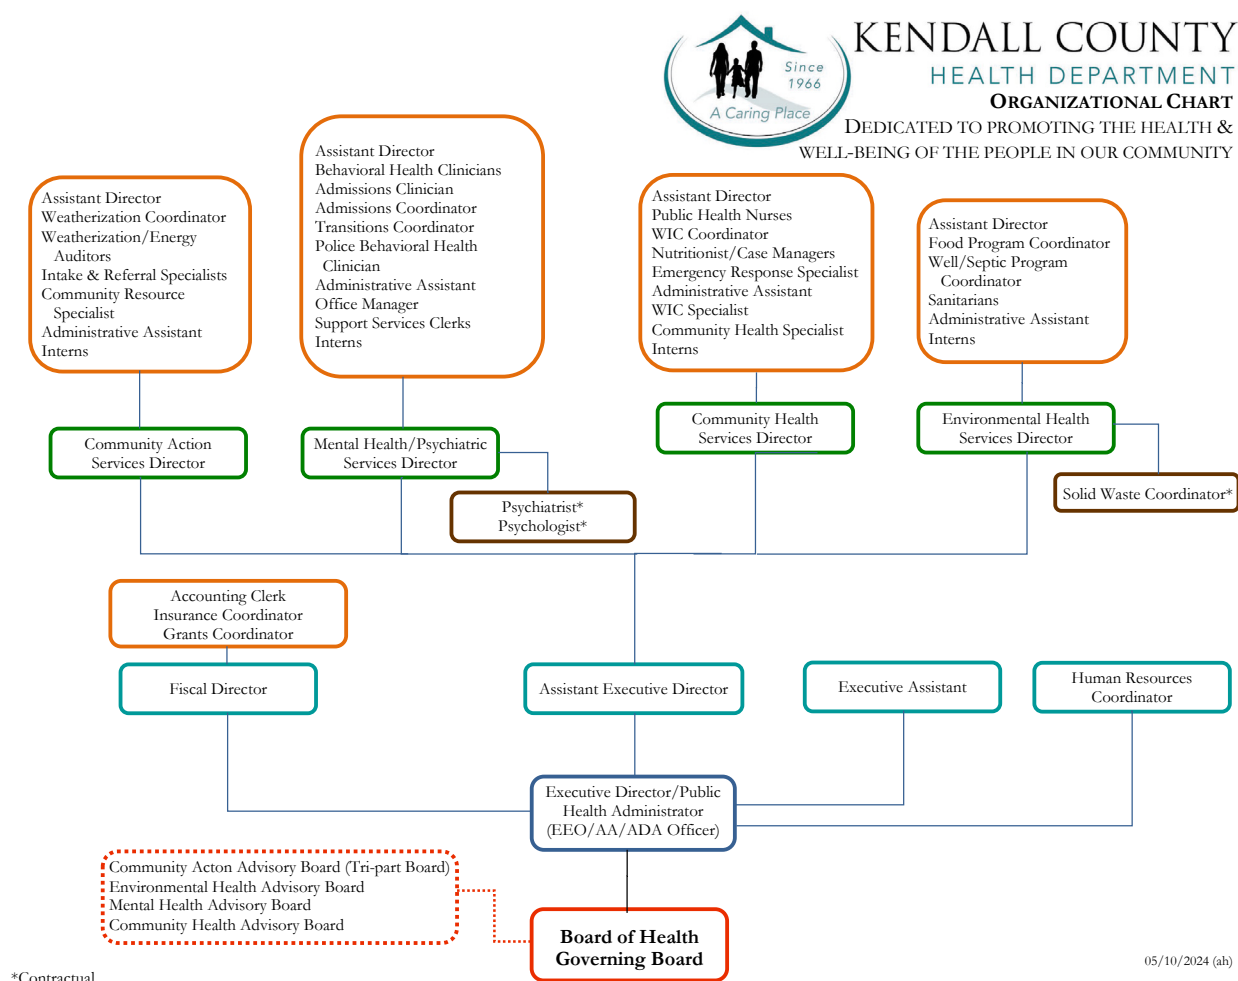 Since
1966
A Caring Place
KENDALL COUNTY
HEALTH DEPARTMENT
ORGANIZATIONAL CHART
DEDICATED TO PROMOTING THE HEALTH &
WELL-BEING OF THE PEOPLE IN OUR COMMUNITY
Assistant Director
Weatherization Coordinator
Weatherization/Energy
Auditors
Intake & Referral Specialists
Community Resource
Specialist
Administrative Assistant
Interns
Assistant Director
Behavioral Health Clinicians
Admissions Clinician
Admissions Coordinator
Transitions Coordinator
Police Behavioral Health
Clinician
Administrative Assistant
Office Manager
Support Services Clerks
Interns
Assistant Director
Public Health Nurses
WIC Coordinator
Nutritionist/Case Managers
Emergency Response Specialist
Administrative Assistant
WIC Specialist
Community Health Specialist
Interns
Assistant Director
Food Program Coordinator
Well/Septic Program
Coordinator
Sanitarians
Administrative Assistant
Interns
Community Action
Services Director
Mental Health/Psychiatric
Services Director
Community Health
Services Director
Environmental Health
Services Director
Psychiatrist*
Psychologist*
Solid Waste Coordinator*
Accounting Clerk
Insurance Coordinator
Grants Coordinator
Fiscal Director
Assistant Executive Director
Executive Assistant
Human Resources
Coordinator
Executive Director/Public
Health Administrator
(EEO/AA/ADA Officer)
Community Acton Advisory Board (Tri-part Board)
Environmental Health Advisory Board
Mental Health Advisory Board
Community Health Advisory Board
Board of Health
Governing Board
05/10/2024 (ah)
*Contractual